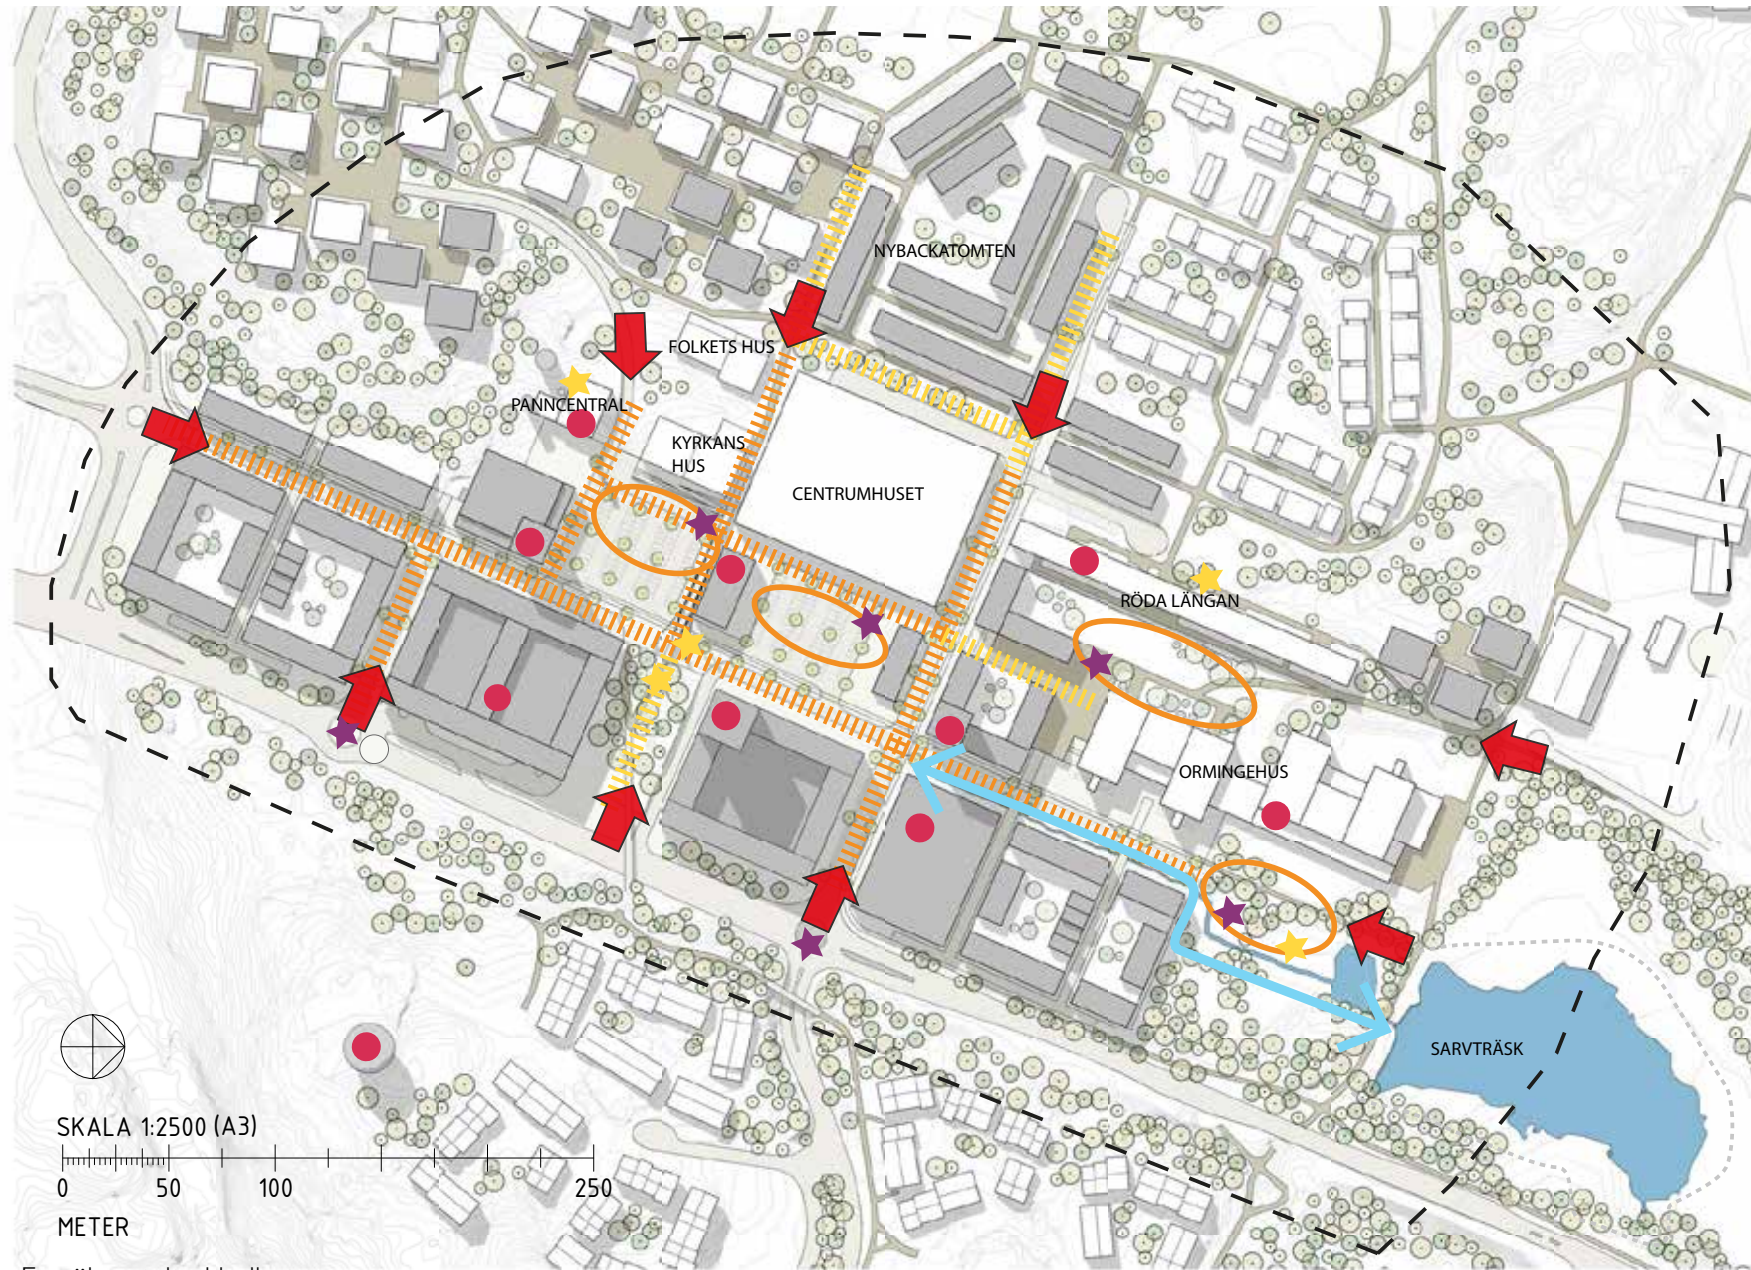 NYBACKATOMTEN
FOLKETS HUS
PANNCENTRAL
KYRKANS
HUS
CENTRUMHUSET
RÖDA LÄNGAN
ORMINGEHUS
SARVTRÄSK
SKALA 1:2500 (A3)
0 50 100 250
METER